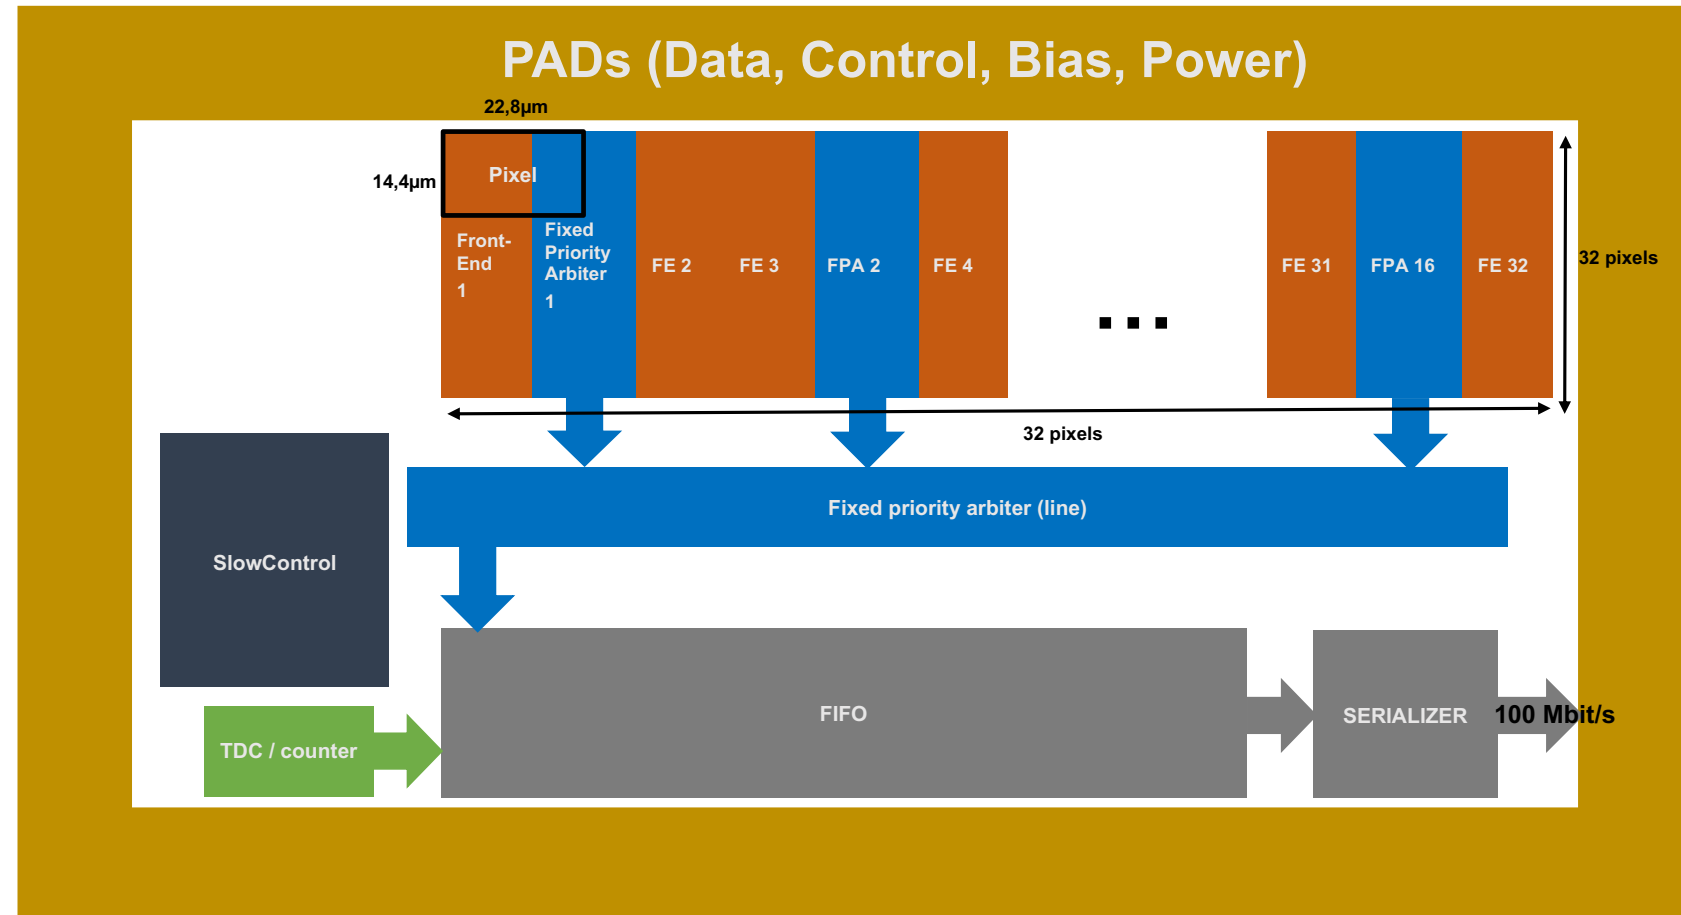 PADs (Data, Control, Bias, Power)
22,8µm
14,4µm
Pixel
Front-
End
1
Fixed
Priority
Arbiter
1
FE 2
FE 3
FPA 2
FE 4
...
FE 31
FPA 16
FE 32
32 pixels
32 pixels
Fixed priority arbiter (line)
SlowControl
FIFO
SERIALIZER
100 Mbit/s
TDC / counter